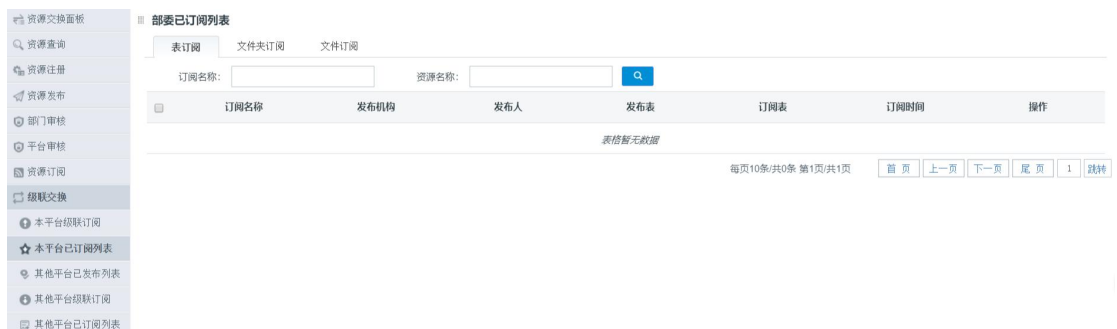 资源交换面板
资源查询
资源注册
资源发布
部门审核
平台审核
资源订阅
级联交换
本平台级联订阅
本平台已订阅列表
其他平台已发布列表
其他平台级联订阅
其他平台已订阅列表
部委已订阅列表
表订阅 文件夹订阅 文件订阅
订阅名称: 资源名称:
订阅名称 发布机构 发布人 发布表 订阅表 订阅时间 操作
表格暂无数据
每页10条/共0条 第1页/共1页 首 页 上一页 下一页 尾 页 1 跳转